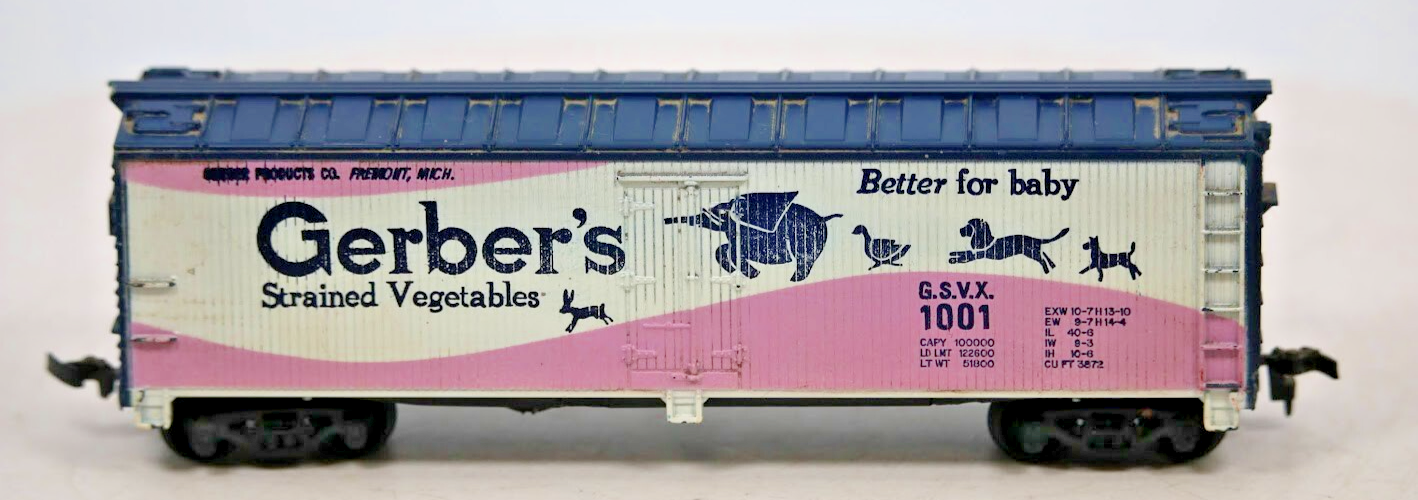 PRODUCTS CO. FREMONT, MICH.
Gerber's
Strained Vegetables
Better for baby
G.S.V.X.
1001
CAPY 100000
LD LMT 122600
LT WT 51800
EXW 10-7 H 13-10
EW 9-7 H 14-4
IL 40-6
IW 9-3
IH 10-6
CU FT 3872